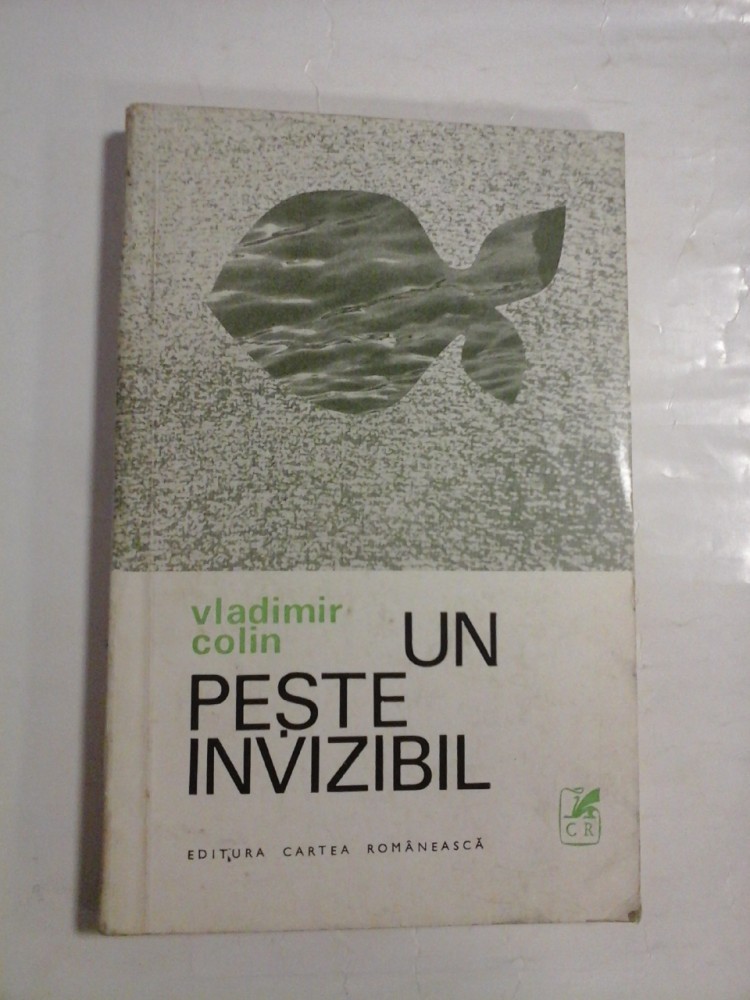 vladimir
colin
UN
PEȘTE
INVIZIBIL
EDITURA CARTEA ROMÂNEASCĂ
CR